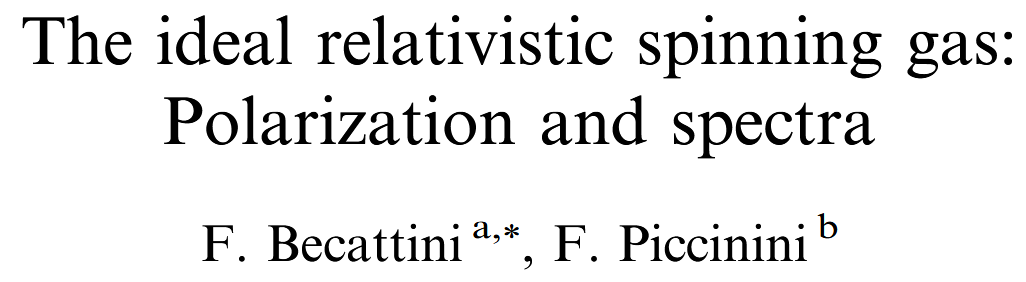 The ideal relativistic spinning gas:
Polarization and spectra
F. Becattini a,*, F. Piccinini b